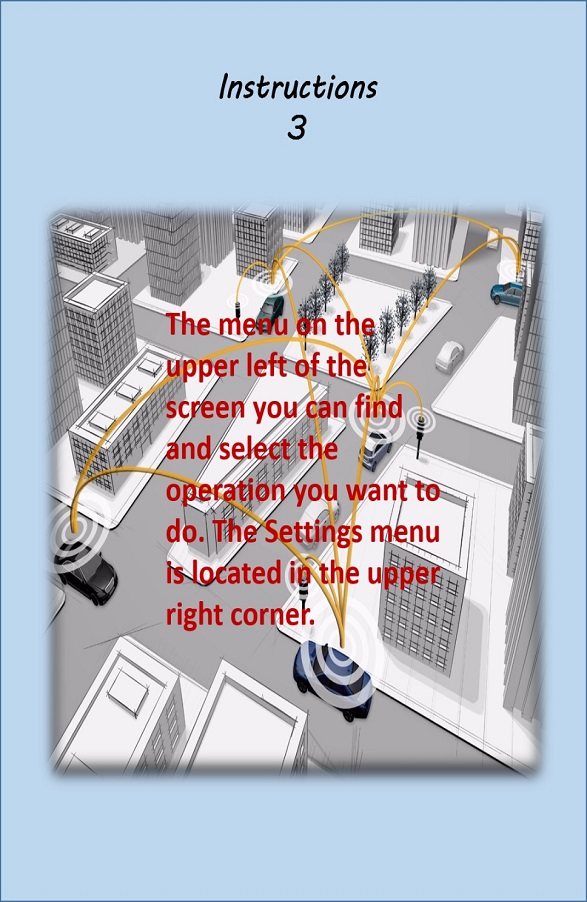 Instructions
3
The menu on the
upper left of the
screen you can find
and select the
operation you want to
do. The Settings menu
is located in the upper
right corner.